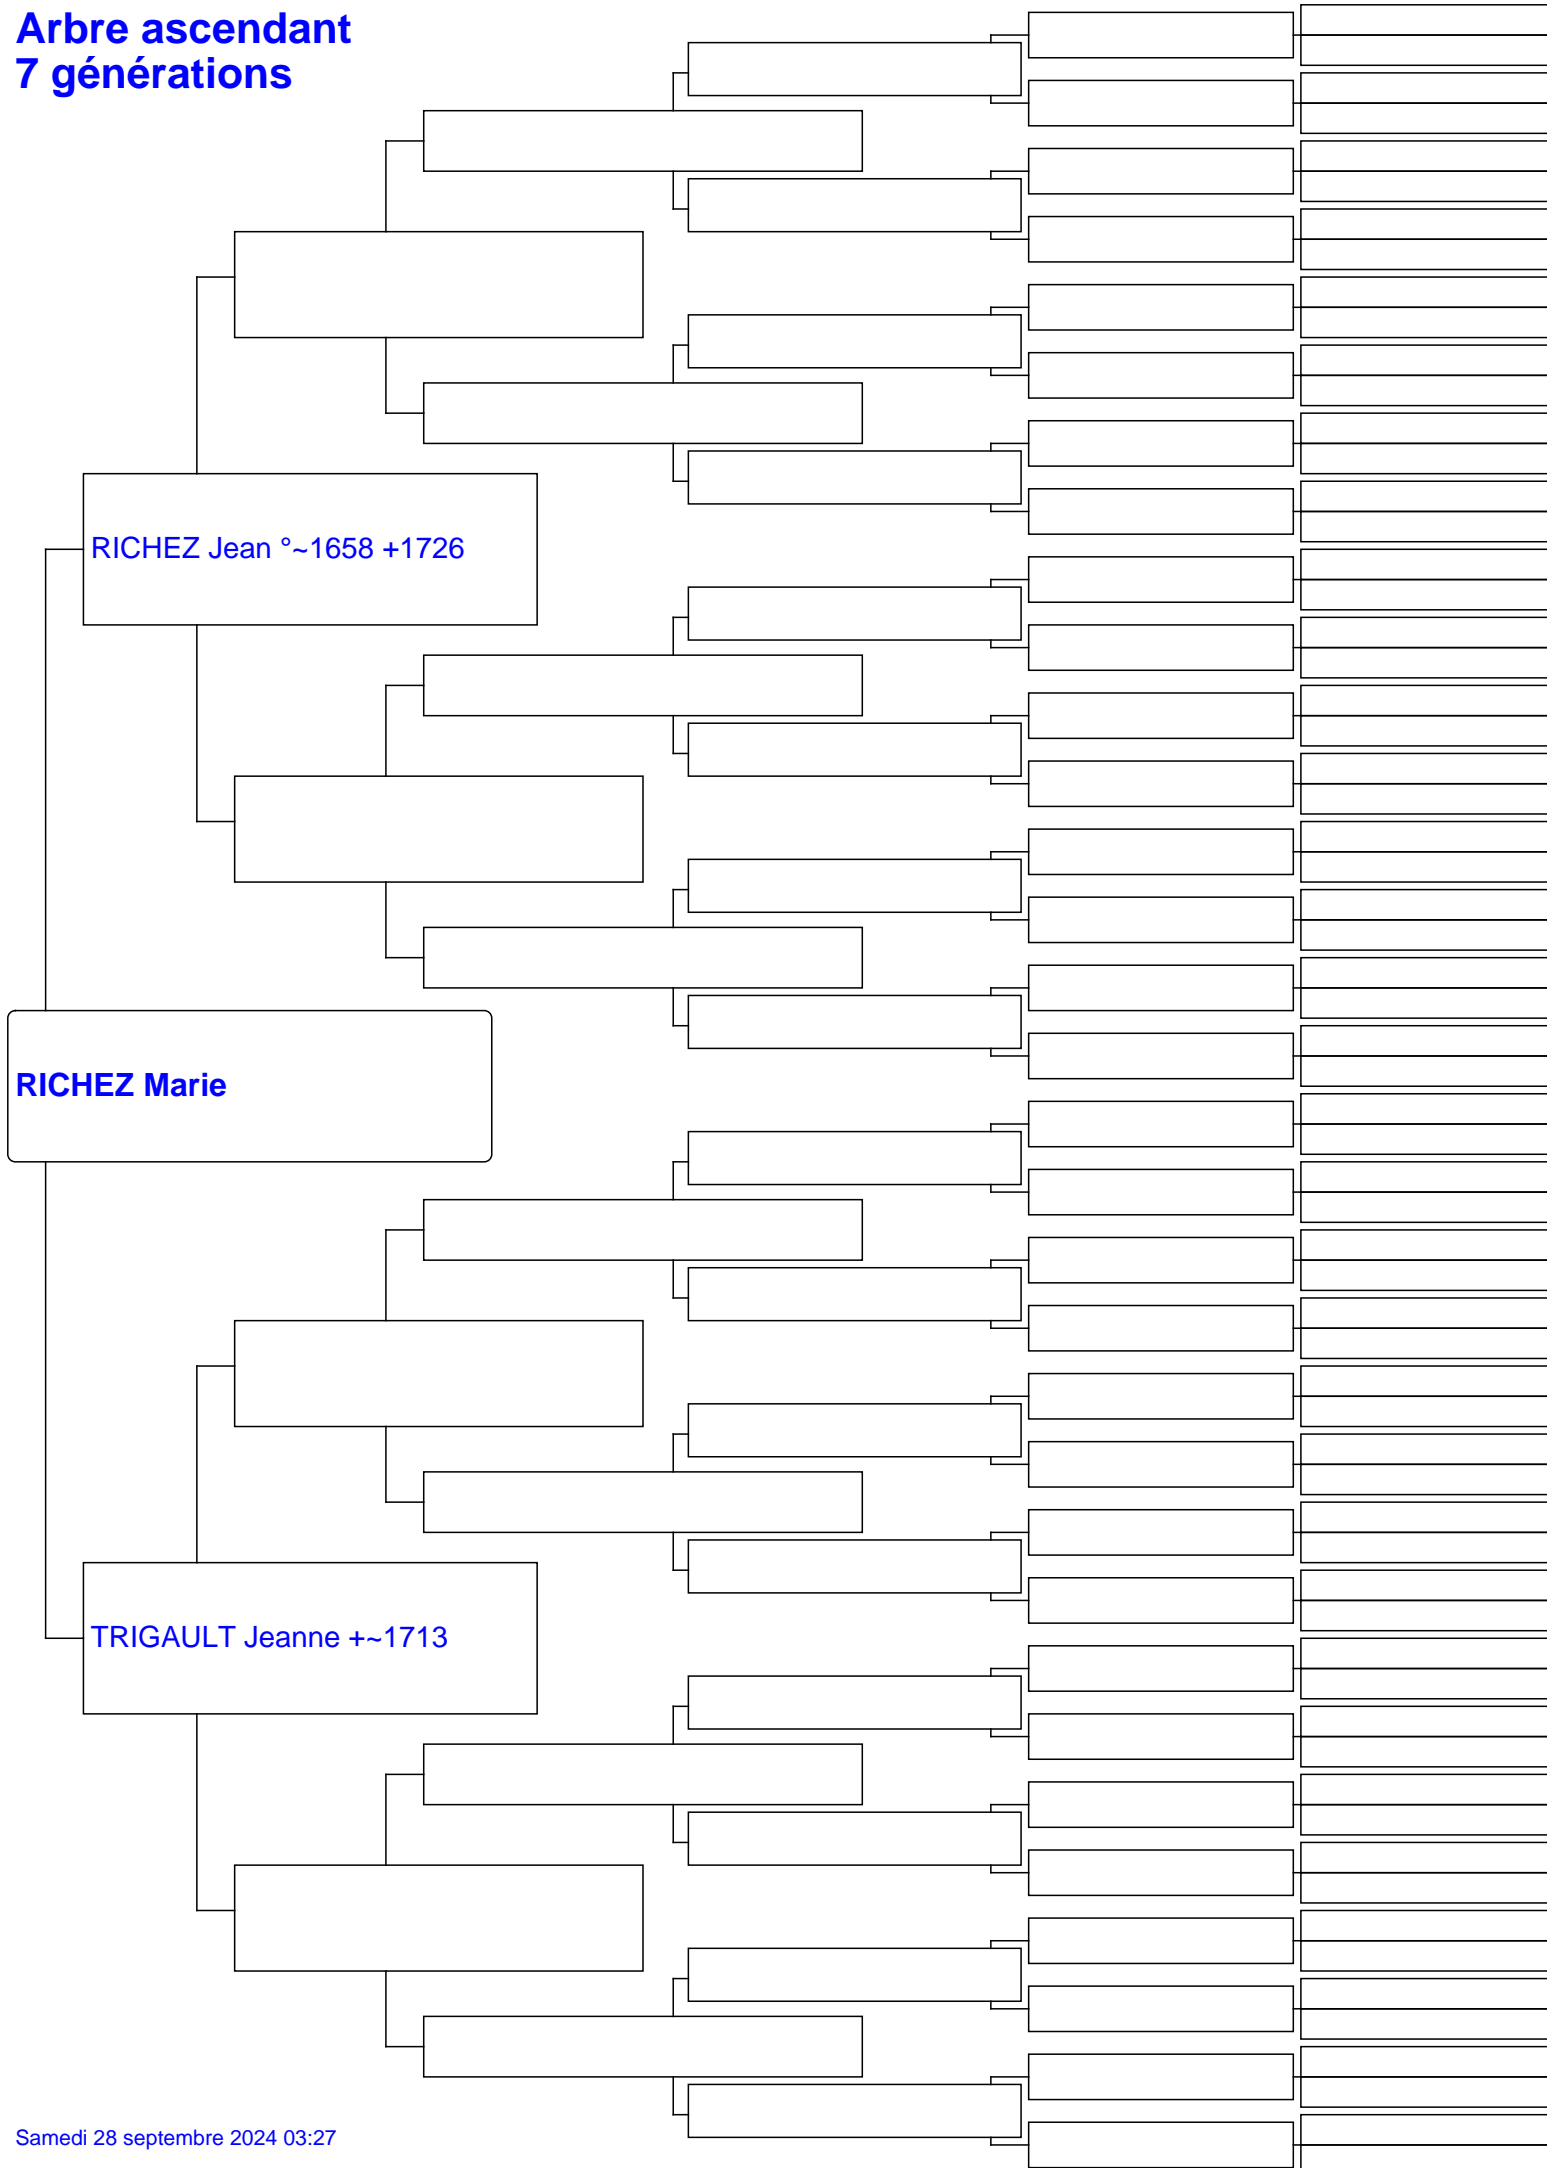 Arbre ascendant
7 générations
RICHEZ Jean °~1658 +1726
RICHEZ Marie
TRIGAULT Jeanne +~1713
Samedi 28 septembre 2024 03:27